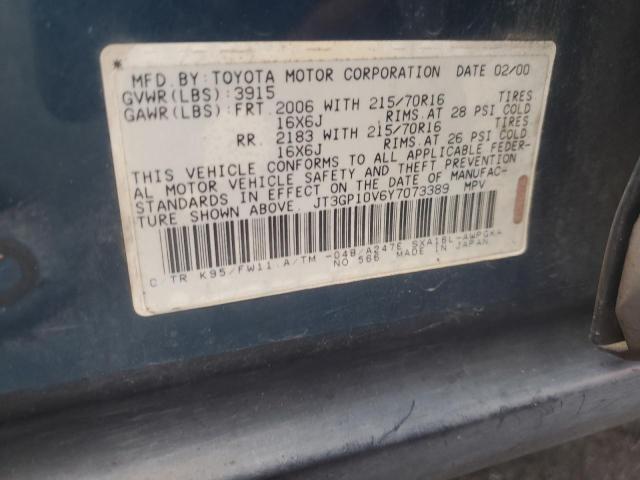 MFD.BY:TOYOTA MOTOR CORPORATION DATE 02/00
GVWR(LBS):3915
GAWR(LBS):FRT. 2006 WITH 215/70R16 TIRES
16X6J RIMS.AT 28 PSI COLD
RR. 2183 WITH 215/70R16 TIRES
16X6J RIMS.AT 26 PSI COLD
THIS VEHICLE CONFORMS TO ALL APPLICABLE FEDER-
AL MOTOR VEHICLE SAFETY AND THEFT PREVENTION
STANDARDS IN EFFECT ON THE DATE OF MANUFAC-
TURE SHOWN ABOVE. JT3GP10V6Y7073389 MPV
C/TR K95/FW11 A/TM -04B/A247E SXA16L-AWPGKA
NO 566 MADE IN JAPAN